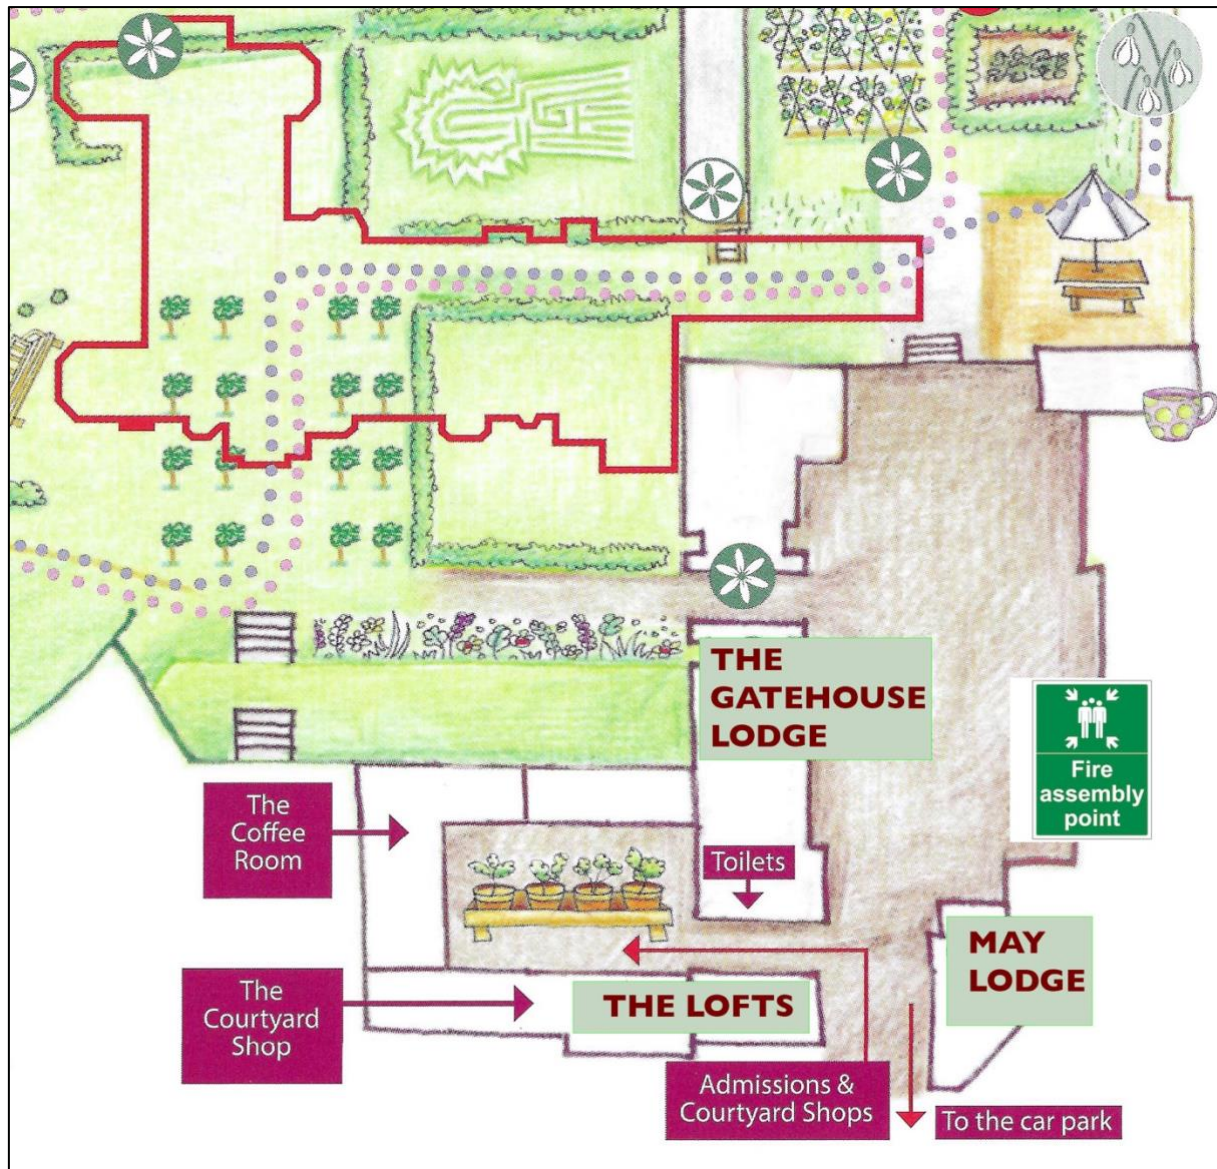 THE
GATEHOUSE
LODGE
Fire
assembly
point
The
Coffee
Room
Toilets
MAY
LODGE
The
Courtyard
Shop
THE LOFTS
Admissions &
Courtyard Shops
To the car park